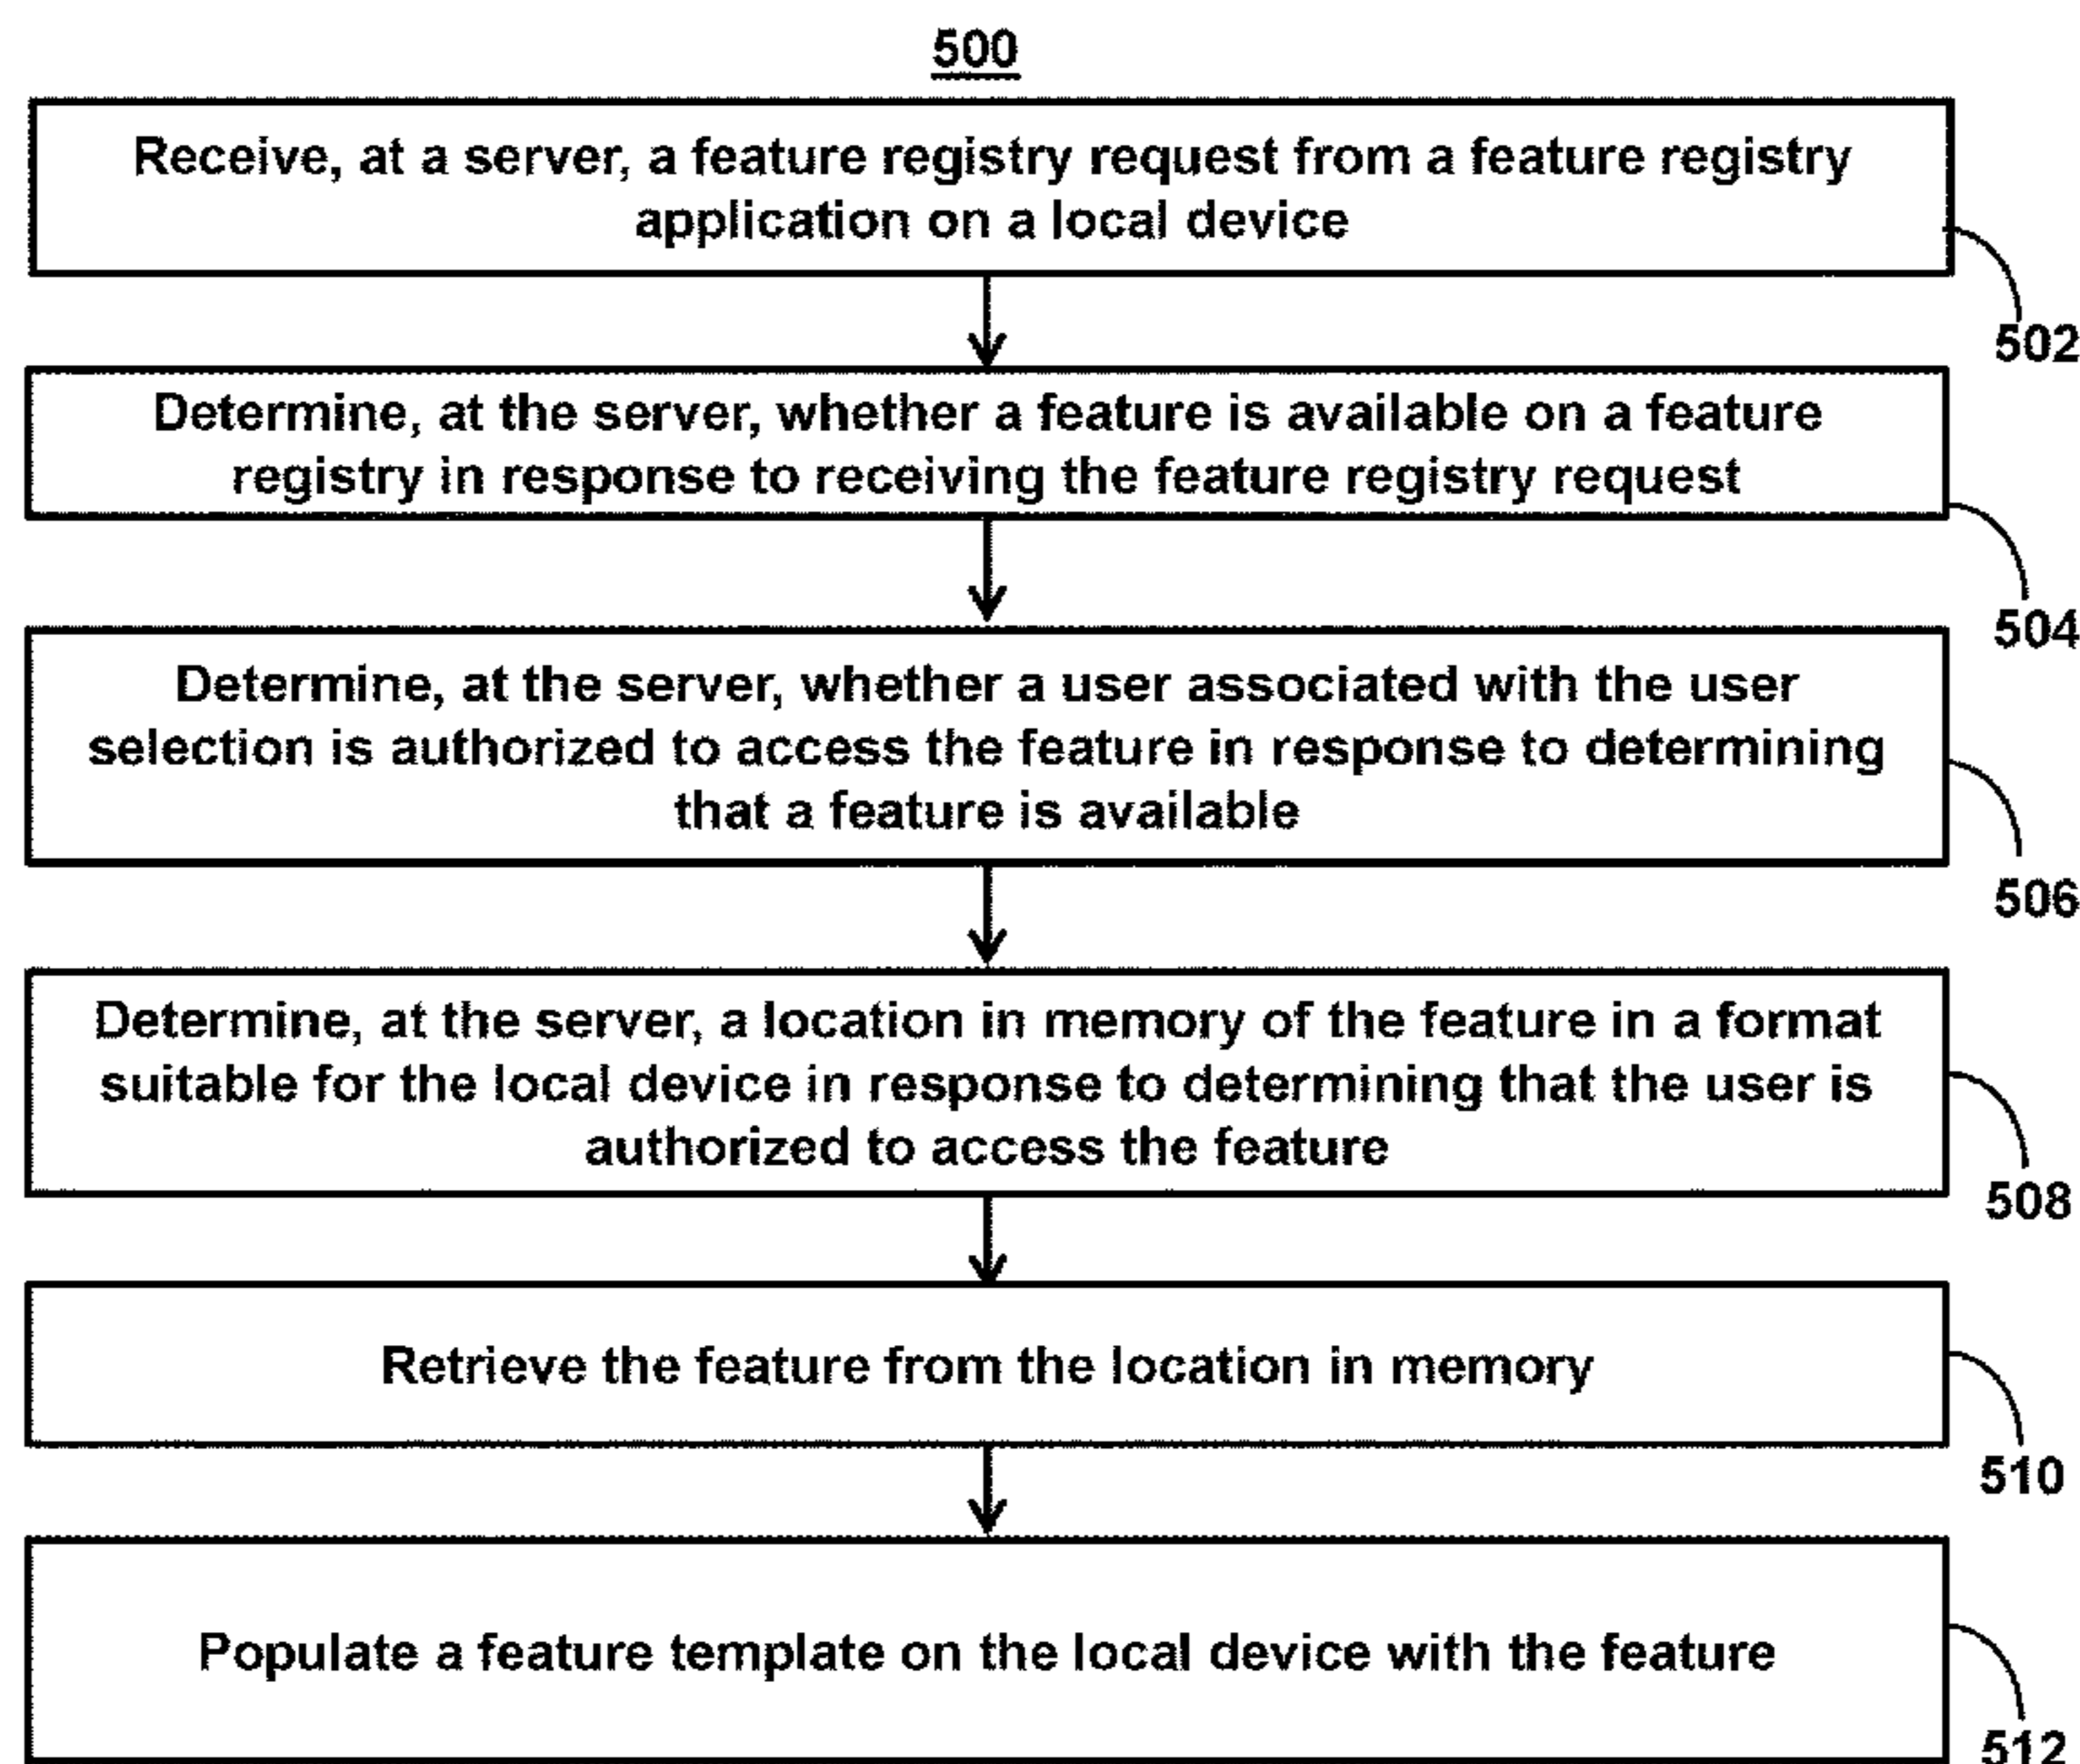 500
Receive, at a server, a feature registry request from a feature registry
application on a local device
502
Determine, at the server, whether a feature is available on a feature
registry in response to receiving the feature registry request
504
Determine, at the server, whether a user associated with the user
selection is authorized to access the feature in response to determining
that a feature is available
506
Determine, at the server, a location in memory of the feature in a format
suitable for the local device in response to determining that the user is
authorized to access the feature
508
Retrieve the feature from the location in memory
510
Populate a feature template on the local device with the feature
512